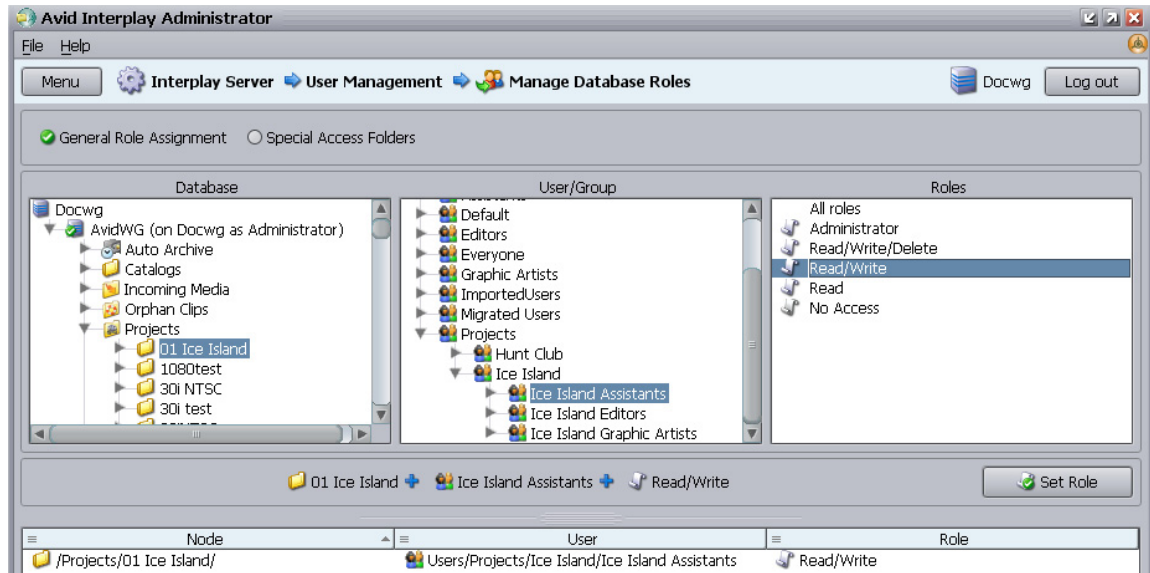 Avid Interplay Administrator
File Help
Menu Interplay Server User Management Manage Database Roles Docwg Log out
General Role Assignment Special Access Folders
Database
Docwg
AvidWG (on Docwg as Administrator)
Auto Archive
Catalogs
Incoming Media
Orphan Clips
Projects
01 Ice Island
1080test
30i NTSC
30i test
User/Group
Default
Editors
Everyone
Graphic Artists
ImportedUsers
Migrated Users
Projects
Hunt Club
Ice Island
Ice Island Assistants
Ice Island Editors
Ice Island Graphic Artists
Roles
All roles
Administrator
Read/Write/Delete
Read/Write
Read
No Access
01 Ice Island Ice Island Assistants Read/Write Set Role
Node User Role
/Projects/01 Ice Island/ Users/Projects/Ice Island/Ice Island Assistants Read/Write